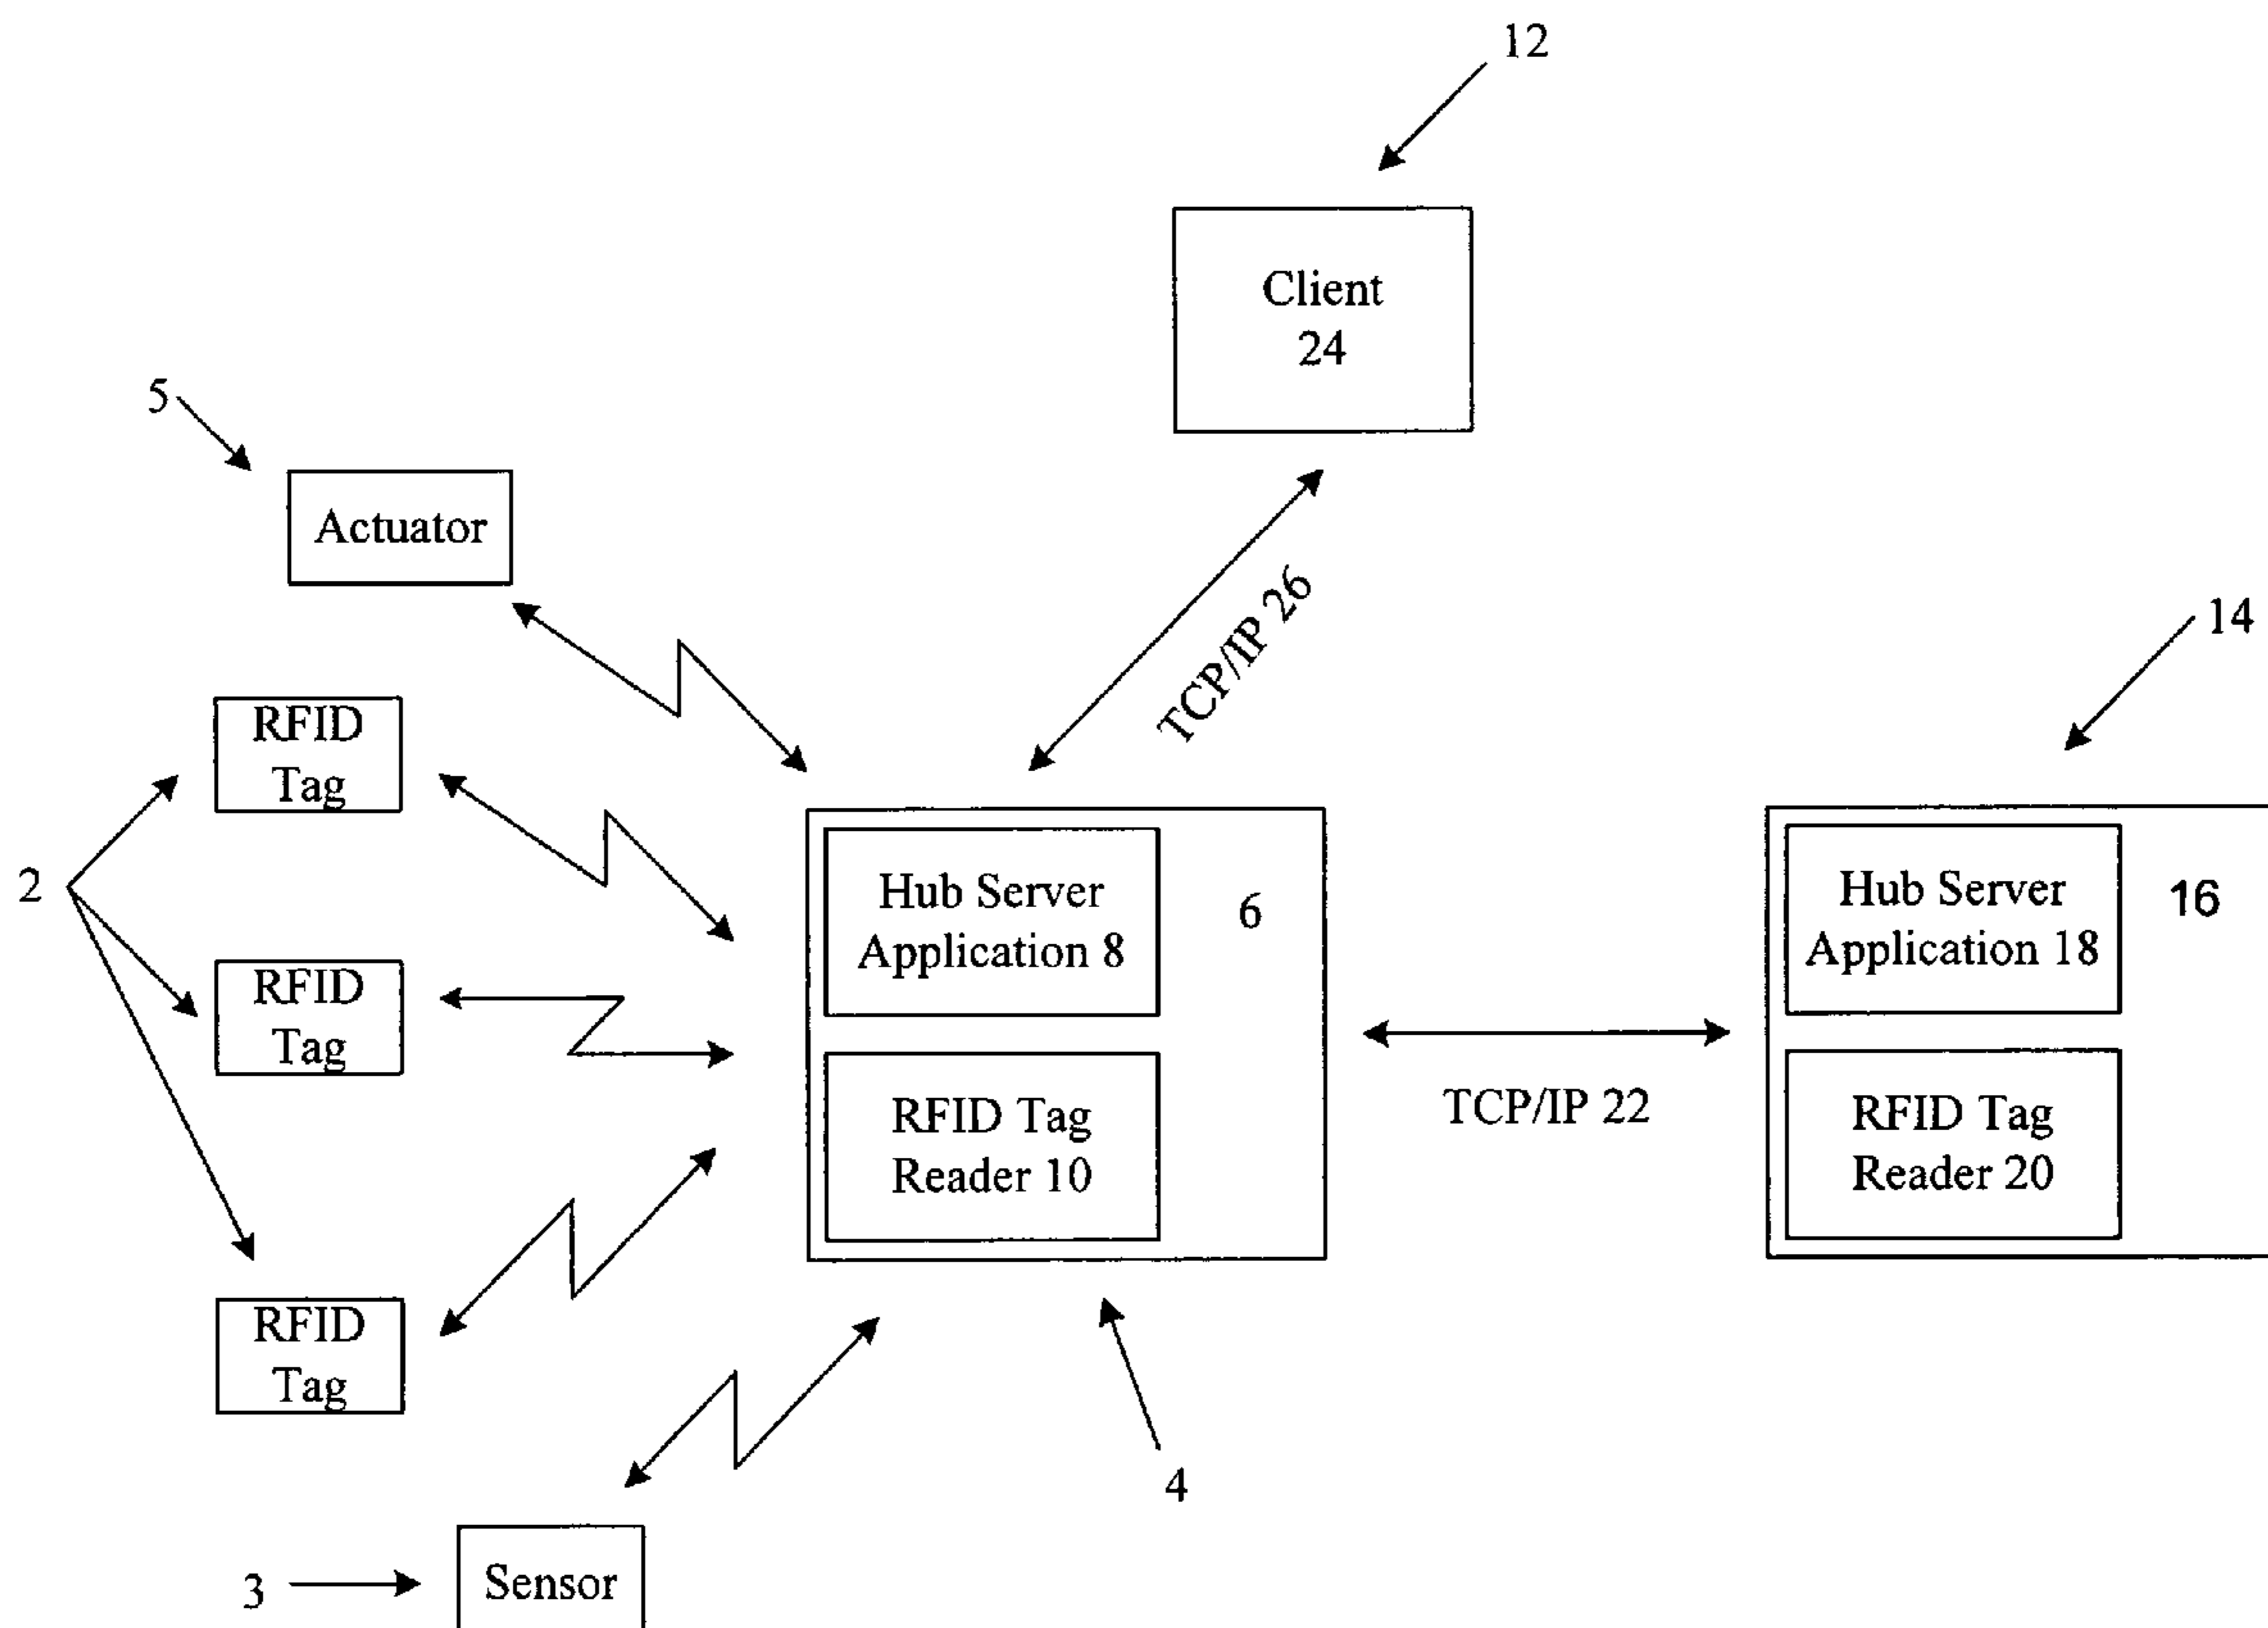 12
Client
24
5
Actuator
TCP/IP 26
14
RFID
Tag
2
Hub Server
Application 8
6
Hub Server
Application 18
16
RFID
Tag
TCP/IP 22
RFID Tag
Reader 10
RFID Tag
Reader 20
RFID
Tag
4
3
Sensor